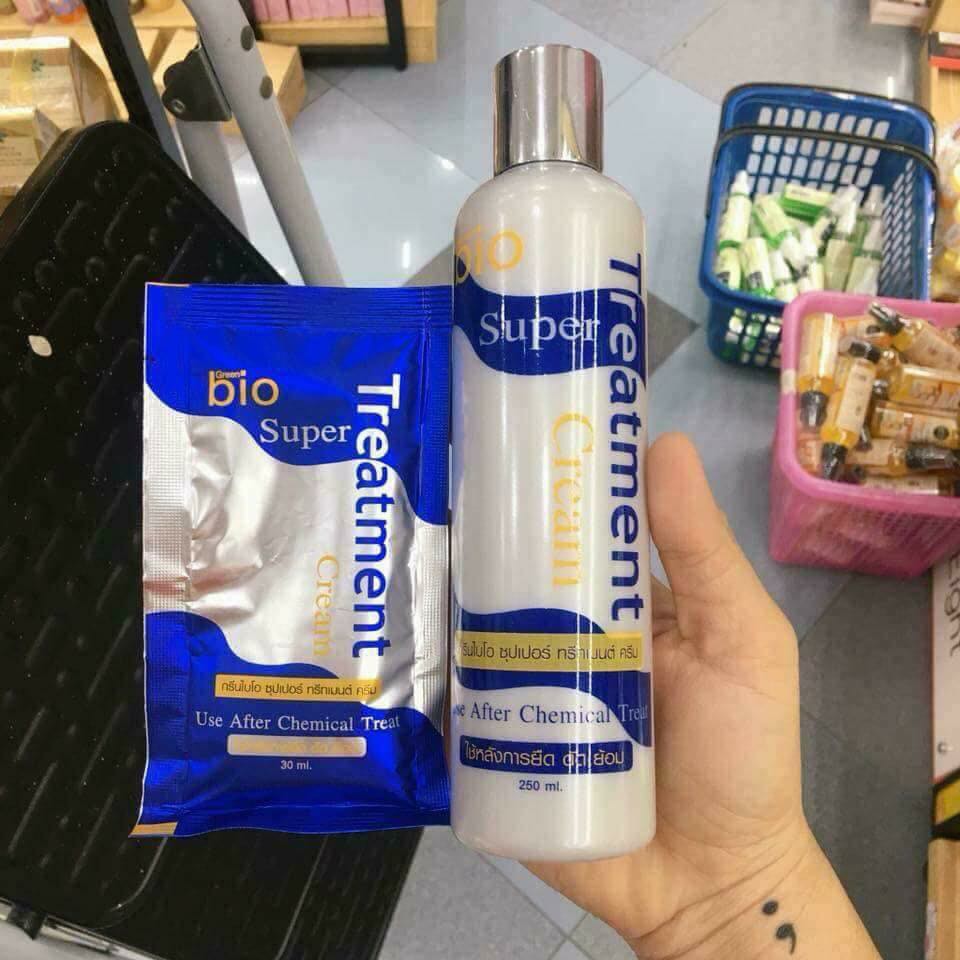 Green
bio
Super
Treatment
Cream
กรีนไบโอ ซุปเปอร์ ทรีทเมนต์ ครีม
Use After Chemical Treat
30 ml.
bio
Super
Treatment
Cream
กรีนไบโอ ซุปเปอร์ ทรีทเมนต์ ครีม
Use After Chemical Treat
ใช้หลังการยืด ดัด ย้อม
250 ml.